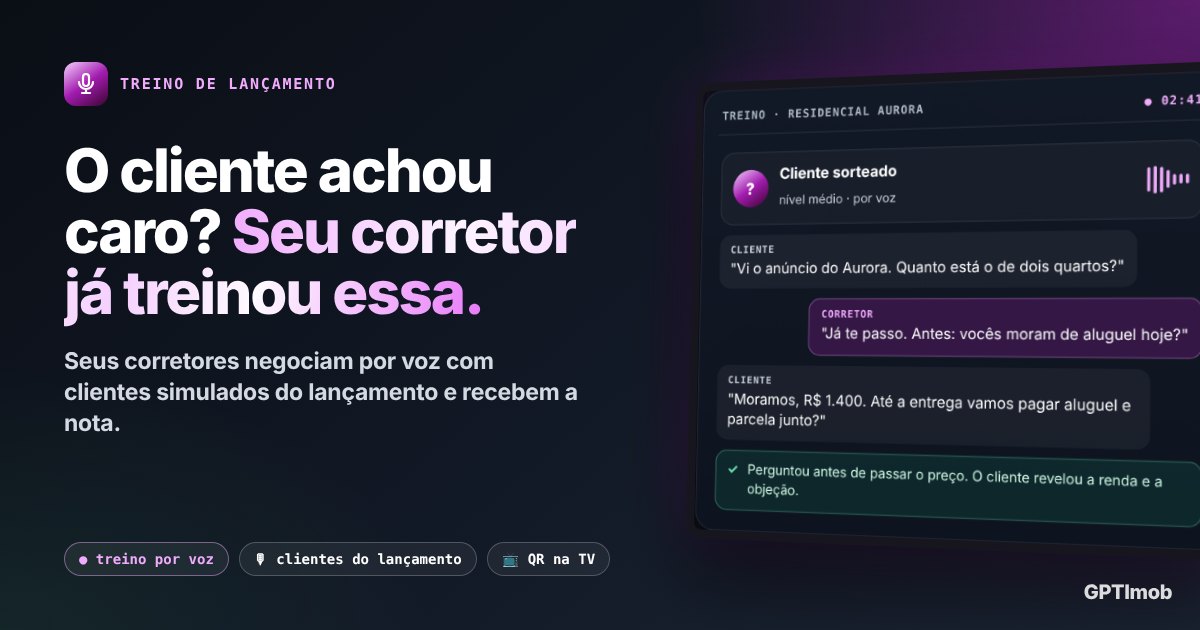 TREINO DE LANÇAMENTO
O cliente achou
caro? Seu corretor
já treinou essa.
Seus corretores negociam por voz com
clientes simulados do lançamento e recebem a
nota.
treino por voz
clientes do lançamento
QR na TV
TREINO · RESIDENCIAL AURORA
02:41
?
Cliente sorteado
nível médio · por voz
CLIENTE
"Vi o anúncio do Aurora. Quanto está o de dois quartos?"
CORRETOR
"Já te passo. Antes: vocês moram de aluguel hoje?"
CLIENTE
"Moramos, R$ 1.400. Até a entrega vamos pagar aluguel e
parcela junto?"
✓ Perguntou antes de passar o preço. O cliente revelou a renda e a
objeção.
GPTImob